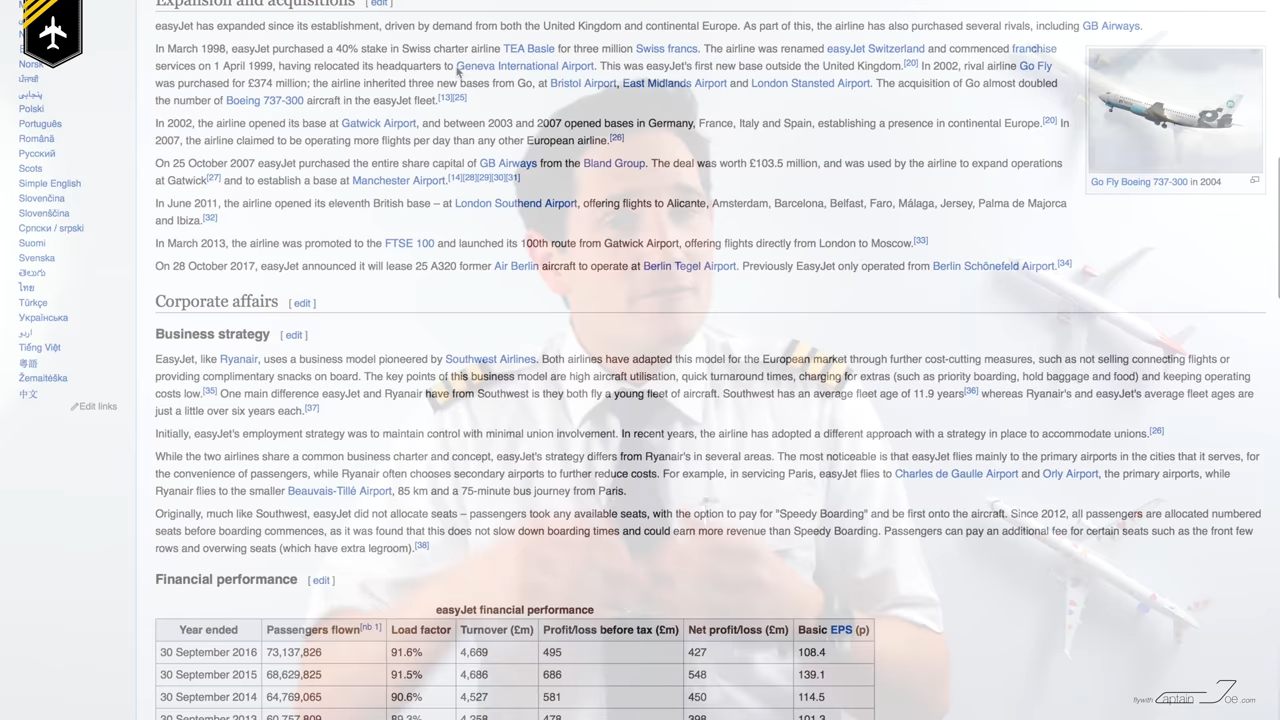 Expansion and acquisitions [ edit ]
easyJet has expanded since its establishment, driven by demand from both the United Kingdom and continental Europe. As part of this, the airline has also purchased several rivals, including GB Airways.
In March 1998, easyJet purchased a 40% stake in Swiss charter airline TEA Basle for three million Swiss francs. The airline was renamed easyJet Switzerland and commenced franchise
services on 1 April 1999, having relocated its headquarters to Geneva International Airport. This was easyJet's first new base outside the United Kingdom.[20] In 2002, rival airline Go Fly
was purchased for £374 million; the airline inherited three new bases from Go, at Bristol Airport, East Midlands Airport and London Stansted Airport. The acquisition of Go almost doubled
the number of Boeing 737-300 aircraft in the easyJet fleet.[13][25]
In 2002, the airline opened its base at Gatwick Airport, and between 2003 and 2007 opened bases in Germany, France, Italy and Spain, establishing a presence in continental Europe.[20] In
2007, the airline claimed to be operating more flights per day than any other European airline.[26]
On 25 October 2007 easyJet purchased the entire share capital of GB Airways from the Bland Group. The deal was worth £103.5 million, and was used by the airline to expand operations
at Gatwick[27] and to establish a base at Manchester Airport.[14][28][29][30][31]
In June 2011, the airline opened its eleventh British base – at London Southend Airport, offering flights to Alicante, Amsterdam, Barcelona, Belfast, Faro, Málaga, Jersey, Palma de Majorca
and Ibiza.[32]
In March 2013, the airline was promoted to the FTSE 100 and launched its 100th route from Gatwick Airport, offering flights directly from London to Moscow.[33]
On 28 October 2017, easyJet announced it will lease 25 A320 former Air Berlin aircraft to operate at Berlin Tegel Airport. Previously EasyJet only operated from Berlin Schönefeld Airport.[34]
Go Fly Boeing 737-300 in 2004
Corporate affairs [ edit ]
Business strategy [ edit ]
EasyJet, like Ryanair, uses a business model pioneered by Southwest Airlines. Both airlines have adapted this model for the European market through further cost-cutting measures, such as not selling connecting flights or
providing complimentary snacks on board. The key points of this business model are high aircraft utilisation, quick turnaround times, charging for extras (such as priority boarding, hold baggage and food) and keeping operating
costs low.[35] One main difference easyJet and Ryanair have from Southwest is they both fly a young fleet of aircraft. Southwest has an average fleet age of 11.9 years[36] whereas Ryanair's and easyJet's average fleet ages are
just a little over six years each.[37]
Initially, easyJet's employment strategy was to maintain control with minimal union involvement. In recent years, the airline has adopted a different approach with a strategy in place to accommodate unions.[26]
While the two airlines share a common business charter and concept, easyJet's strategy differs from Ryanair's in several areas. The most noticeable is that easyJet flies mainly to the primary airports in the cities that it serves, for
the convenience of passengers, while Ryanair often chooses secondary airports to further reduce costs. For example, in servicing Paris, easyJet flies to Charles de Gaulle Airport and Orly Airport, the primary airports, while
Ryanair flies to the smaller Beauvais-Tillé Airport, 85 km and a 75-minute bus journey from Paris.
Originally, much like Southwest, easyJet did not allocate seats – passengers took any available seats, with the option to pay for "Speedy Boarding" and be first onto the aircraft. Since 2012, all passengers are allocated numbered
seats before boarding commences, as it was found that this does not slow down boarding times and could earn more revenue than Speedy Boarding. Passengers can pay an additional fee for certain seats such as the front few
rows and overwing seats (which have extra legroom).[38]
Financial performance [ edit ]
easyJet financial performance
Year ended Passengers flown[nb 1] Load factor Turnover (£m) Profit/loss before tax (£m) Net profit/loss (£m) Basic EPS (p)
30 September 2016 73,137,826 91.6% 4,669 495 427 108.4
30 September 2015 68,629,825 91.5% 4,686 686 548 139.1
30 September 2014 64,769,065 90.6% 4,527 581 450 114.5
30 September 2013 60,757,809 89.3% 4,258 478 398 101.3
Norsk
ਪੰਜਾਬੀ
پنجابی
Polski
Português
Română
Русский
Scots
Simple English
Slovenčina
Slovenščina
Српски / srpski
Suomi
Svenska
తెలుగు
ไทย
Türkçe
Українська
اردو
Tiếng Việt
粵語
Žemaitėška
中文
Edit links
flywith Captain Joe .com